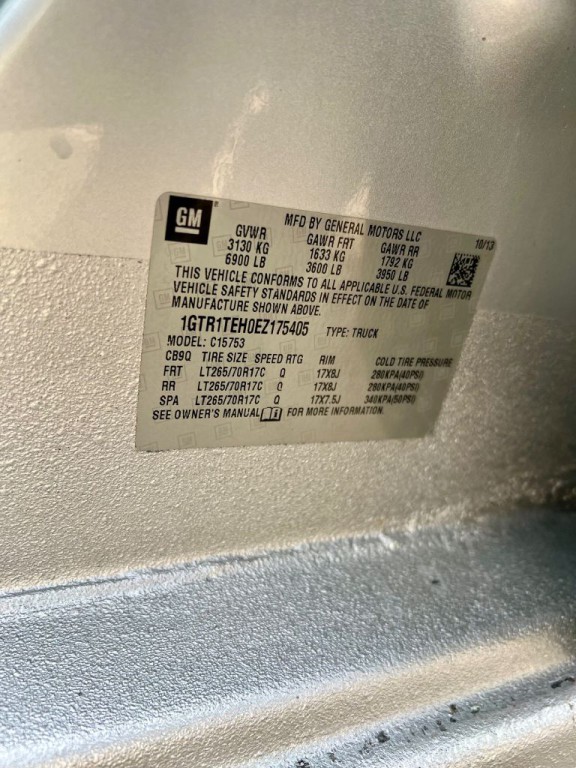 GM MFD BY GENERAL MOTORS LLC 10/13
GVWR GAWR FRT GAWR RR
3130 KG 1633 KG 1792 KG
6900 LB 3600 LB 3950 LB
THIS VEHICLE CONFORMS TO ALL APPLICABLE U.S. FEDERAL MOTOR
VEHICLE SAFETY STANDARDS IN EFFECT ON THE DATE OF
MANUFACTURE SHOWN ABOVE.
1GTR1TEH0EZ175405 TYPE: TRUCK
MODEL: C15753
CB9Q TIRE SIZE SPEED RTG RIM COLD TIRE PRESSURE
FRT LT265/70R17C Q 17X8J 280KPA(40PSI)
RR LT265/70R17C Q 17X8J 280KPA(40PSI)
SPA LT265/70R17C Q 17X7.5J 340KPA(50PSI)
SEE OWNER'S MANUAL FOR MORE INFORMATION.